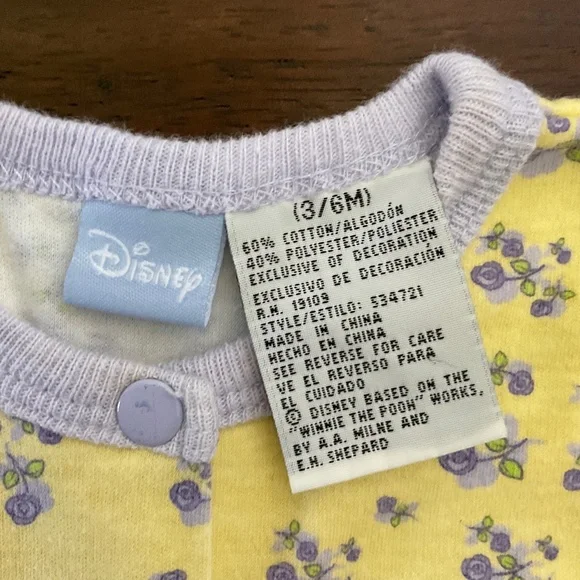 Disney
(3/6M)
60% COTTON/ALGODÓN
40% POLYESTER/POLIESTER
EXCLUSIVE OF DECORATION
EXCLUSIVO DE DECORACIÓN
R.N. 19109
STYLE/ESTILO: 534721
MADE IN CHINA
HECHO EN CHINA
SEE REVERSE FOR CARE
VE EL REVERSO PARA
EL CUIDADO
© DISNEY BASED ON THE
"WINNIE THE POOH" WORKS,
BY A.A. MILNE AND
E.H. SHEPARD